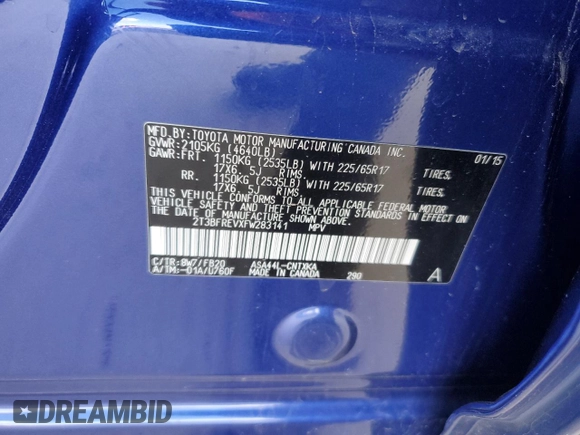 MFD.BY:TOYOTA MOTOR MANUFACTURING CANADA INC.
GVWR:2105KG (4640LB) 01/15
GAWR:FRT. 1150KG (2535LB) WITH 225/65R17 TIRES,
17X6.5J RIMS,
RR. 1150KG (2535LB) WITH 225/65R17 TIRES,
17X6.5J RIMS,
THIS VEHICLE CONFORMS TO ALL APPLICABLE FEDERAL MOTOR
VEHICLE SAFETY AND THEFT PREVENTION STANDARDS IN EFFECT ON
THE DATE OF MANUFACTURE SHOWN ABOVE.
2T3BFREVXFW283141 MPV
C/TR:8W7/FB20 ASA44L-CNTXKA
A/TM:-01A/U760F MADE IN CANADA 290 A
DREAMBID